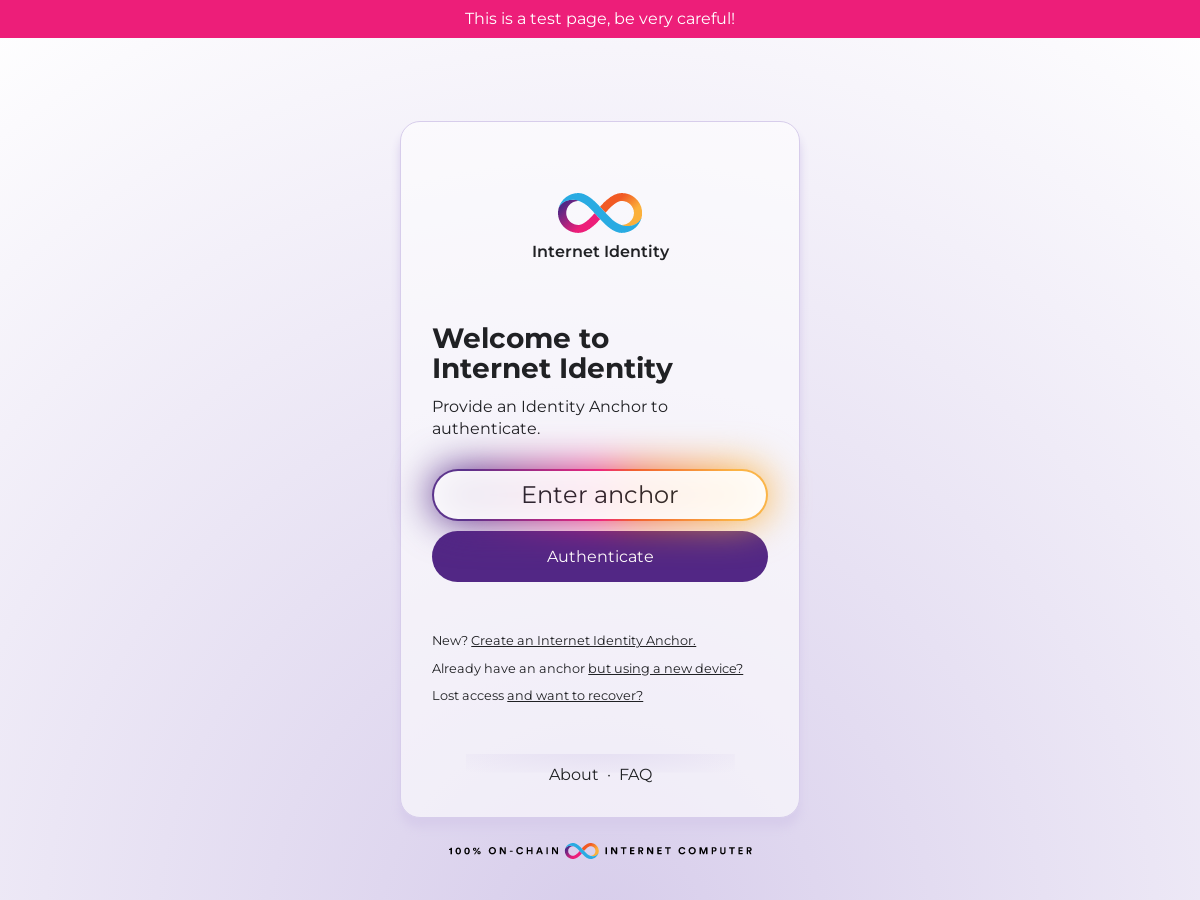 This is a test page, be very careful!
Internet Identity
Welcome to
Internet Identity
Provide an Identity Anchor to
authenticate.
Enter anchor
Authenticate
New? Create an Internet Identity Anchor.
Already have an anchor but using a new device?
Lost access and want to recover?
About · FAQ
100% ON-CHAIN INTERNET COMPUTER